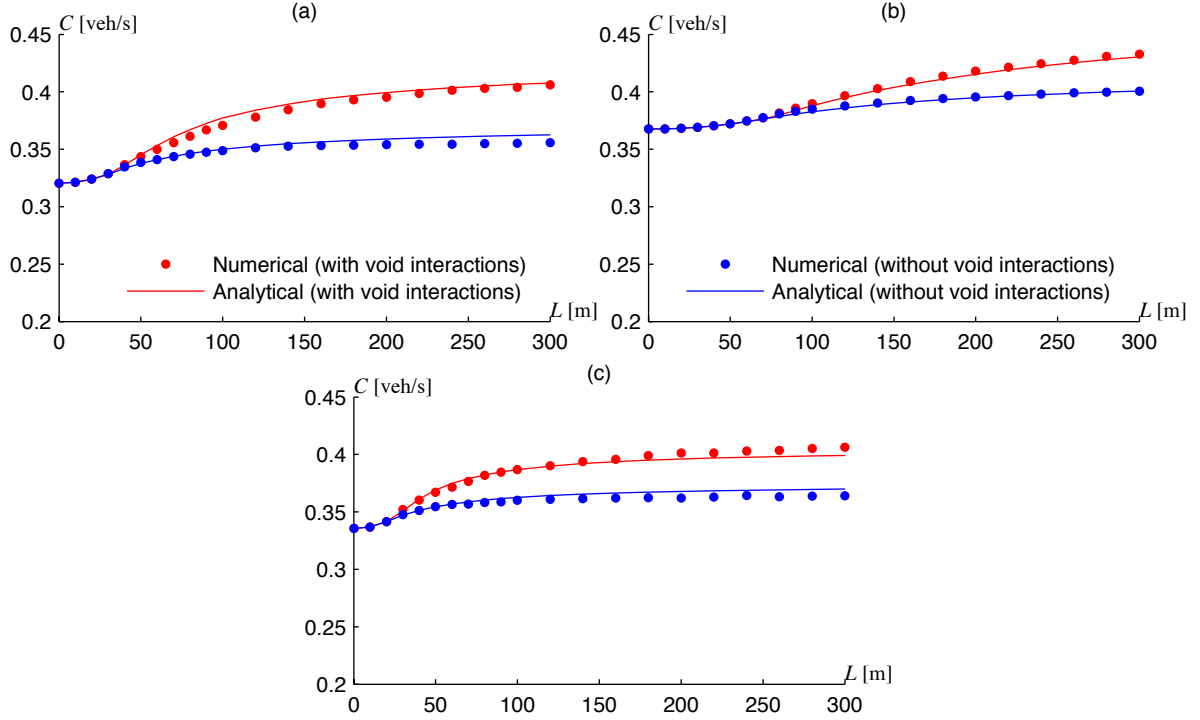 (a)
C [veh/s]
0.45
0.4
0.35
0.3
0.25
0.2
Numerical (with void interactions)
Analytical (with void interactions)
L [m]
0 50 100 150 200 250 300
(b)
C [veh/s]
0.45
0.4
0.35
0.3
0.25
0.2
Numerical (without void interactions)
Analytical (without void interactions)
L [m]
0 50 100 150 200 250 300
(c)
C [veh/s]
0.45
0.4
0.35
0.3
0.25
0.2
L [m]
0 50 100 150 200 250 300